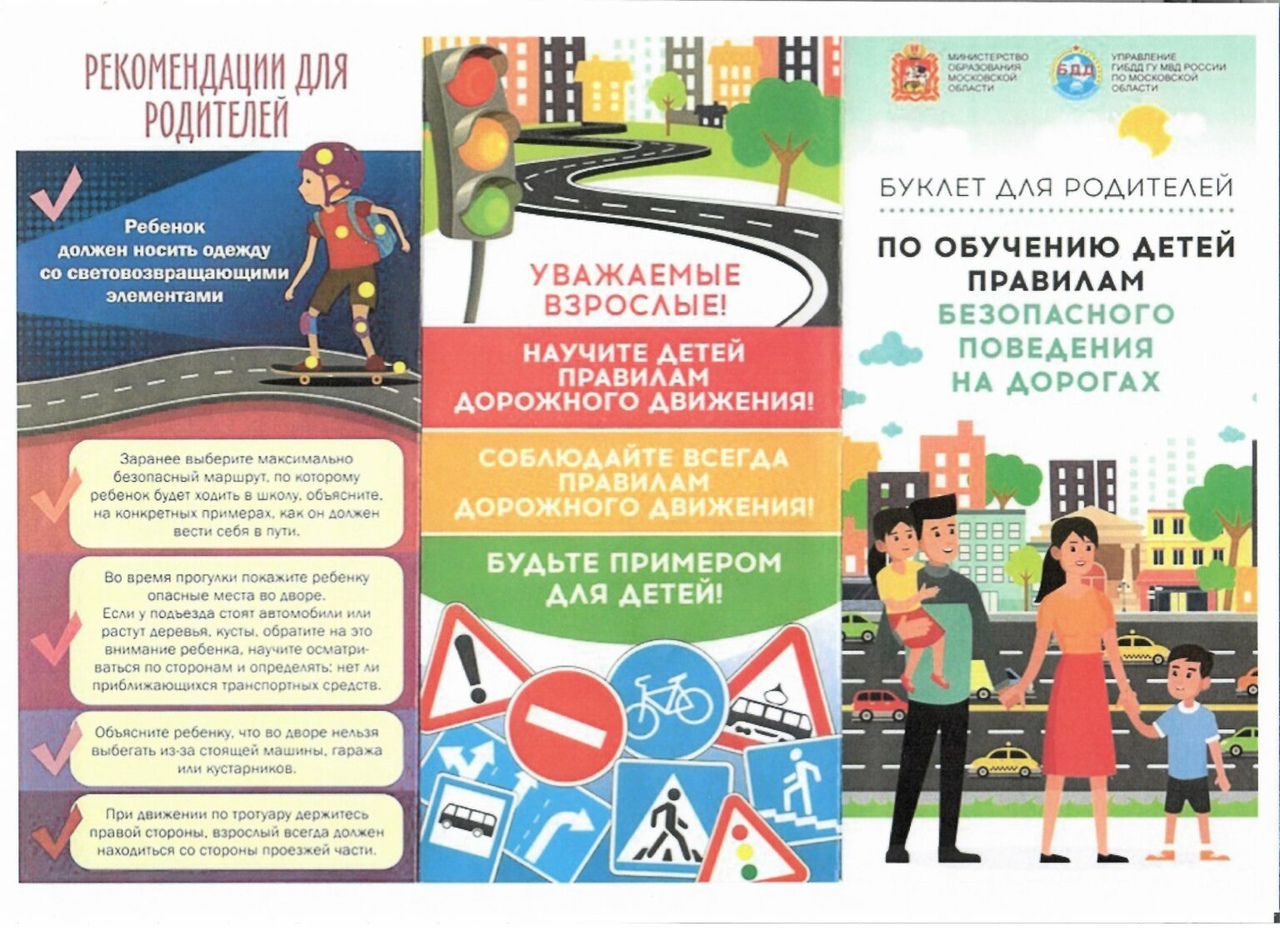 РЕКОМЕНДАЦИИ ДЛЯ
РОДИТЕЛЕЙ
Ребенок
должен носить одежду
со световозвращающими
элементами
Заранее выберите максимально
безопасный маршрут, по которому
ребенок будет ходить в школу, объясните,
на конкретных примерах, как он должен
вести себя в пути.
Во время прогулки покажите ребенку
опасные места во дворе.
Если у подъезда стоят автомобили или
растут деревья, кусты, обратите на это
внимание ребенка, научите осматри-
ваться по сторонам и определять: нет ли
приближающихся транспортных средств.
Объясните ребенку, что во дворе нельзя
выбегать из-за стоящей машины, гаража
или кустарников.
При движении по тротуару держитесь
правой стороны, взрослый всегда должен
находиться со стороны проезжей части.
УВАЖАЕМЫЕ
ВЗРОСЛЫЕ!
НАУЧИТЕ ДЕТЕЙ
ПРАВИЛАМ
ДОРОЖНОГО ДВИЖЕНИЯ!
СОБЛЮДАЙТЕ ВСЕГДА
ПРАВИЛАМ
ДОРОЖНОГО ДВИЖЕНИЯ!
БУДЬТЕ ПРИМЕРОМ
ДЛЯ ДЕТЕЙ!
МИНИСТЕРСТВО
ОБРАЗОВАНИЯ
МОСКОВСКОЙ
ОБЛАСТИ
БДД
УПРАВЛЕНИЕ
ГИБДД ГУ МВД РОССИИ
ПО МОСКОВСКОЙ
ОБЛАСТИ
БУКЛЕТ ДЛЯ РОДИТЕЛЕЙ
ПО ОБУЧЕНИЮ ДЕТЕЙ
ПРАВИЛАМ
БЕЗОПАСНОГО
ПОВЕДЕНИЯ
НА ДОРОГАХ